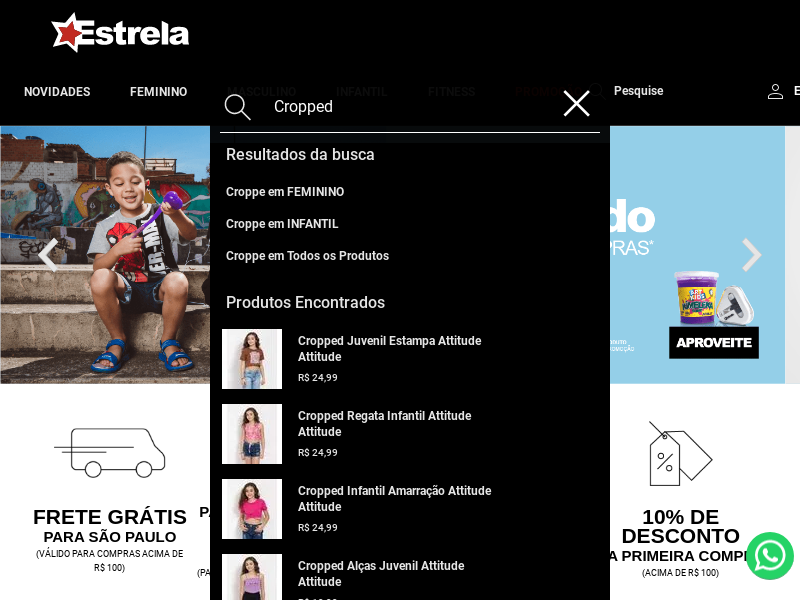 Estrela
NOVIDADES
FEMININO
MASCULINO
INFANTIL
FITNESS
Pesquise
Cropped
Resultados da busca
Croppe em FEMININO
Croppe em INFANTIL
Croppe em Todos os Produtos
Produtos Encontrados
Cropped Juvenil Estampa Attitude
Attitude
R$ 24,99
Cropped Regata Infantil Attitude
Attitude
R$ 24,99
Cropped Infantil Amarração Attitude
Attitude
R$ 24,99
Cropped Alças Juvenil Attitude
Attitude
do
PRAS*
APROVEITE
FRETE GRÁTIS
PARA SÃO PAULO
(VÁLIDO PARA COMPRAS ACIMA DE
R$ 100)
10% DE
DESCONTO
A PRIMEIRA COMP
(ACIMA DE R$ 100)